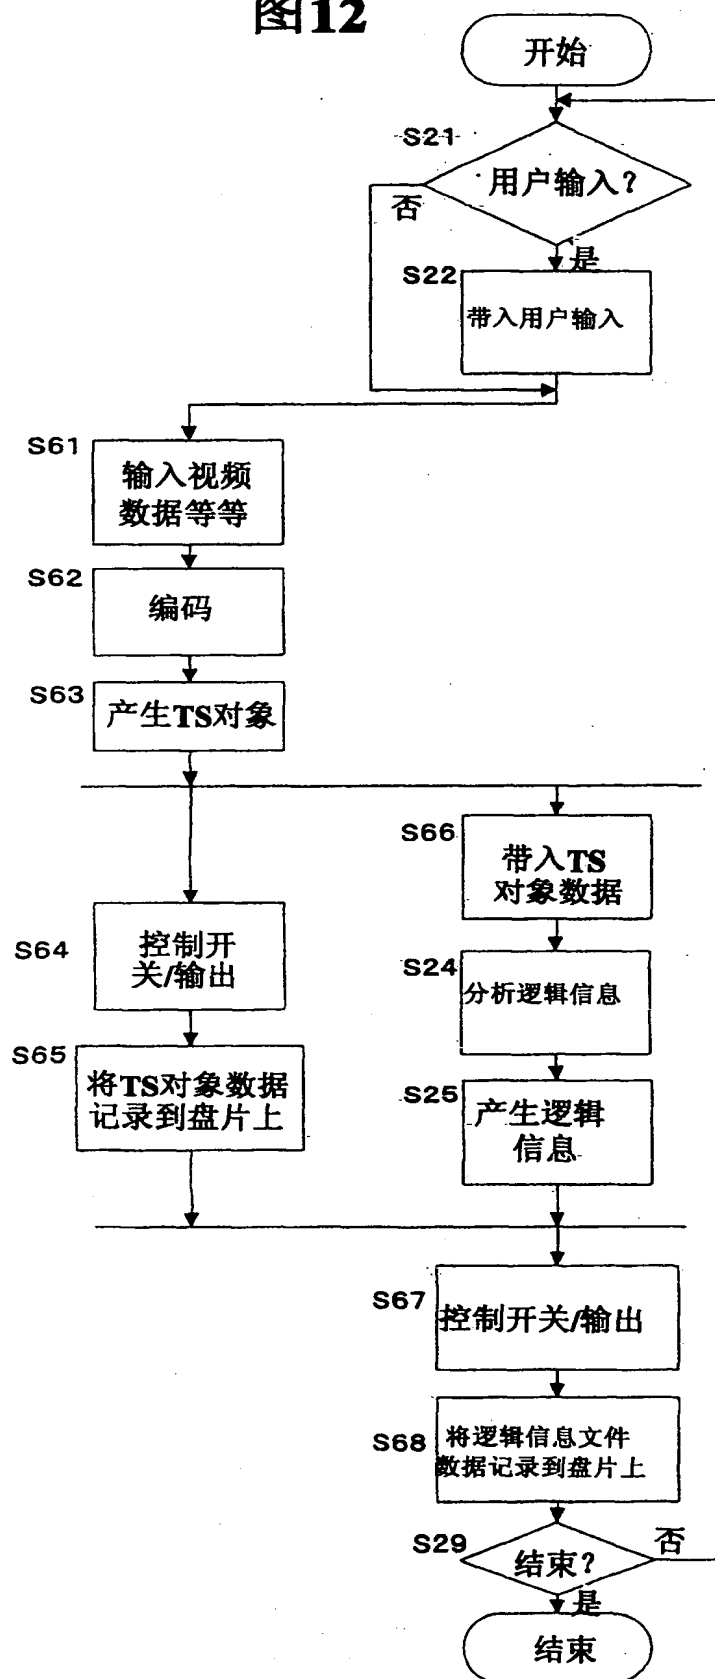 图12
开始
S21
用户输入?
否
是
S22
带入用户输入
S61
输入视频
数据等等
S62
编码
S63
产生TS对象
S66
带入TS
对象数据
S64
控制开
关/输出
S24
分析逻辑信息
S65
将TS对象数据
记录到盘片上
S25
产生逻辑
信息
S67
控制开关/输出
S68
将逻辑信息文件
数据记录到盘片上
S29
结束?
否
是
结束